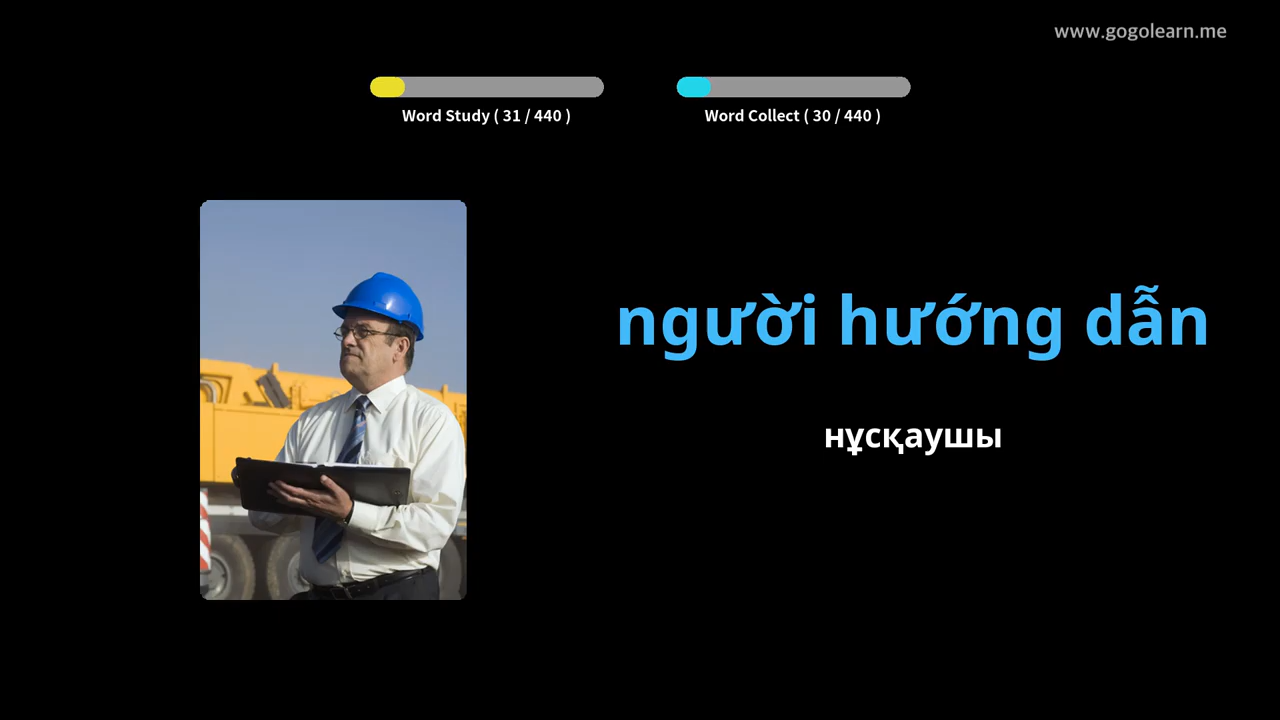 www.gogolearn.me
Word Study ( 31 / 440 )
Word Collect ( 30 / 440 )
người hướng dẫn
нұсқаушы